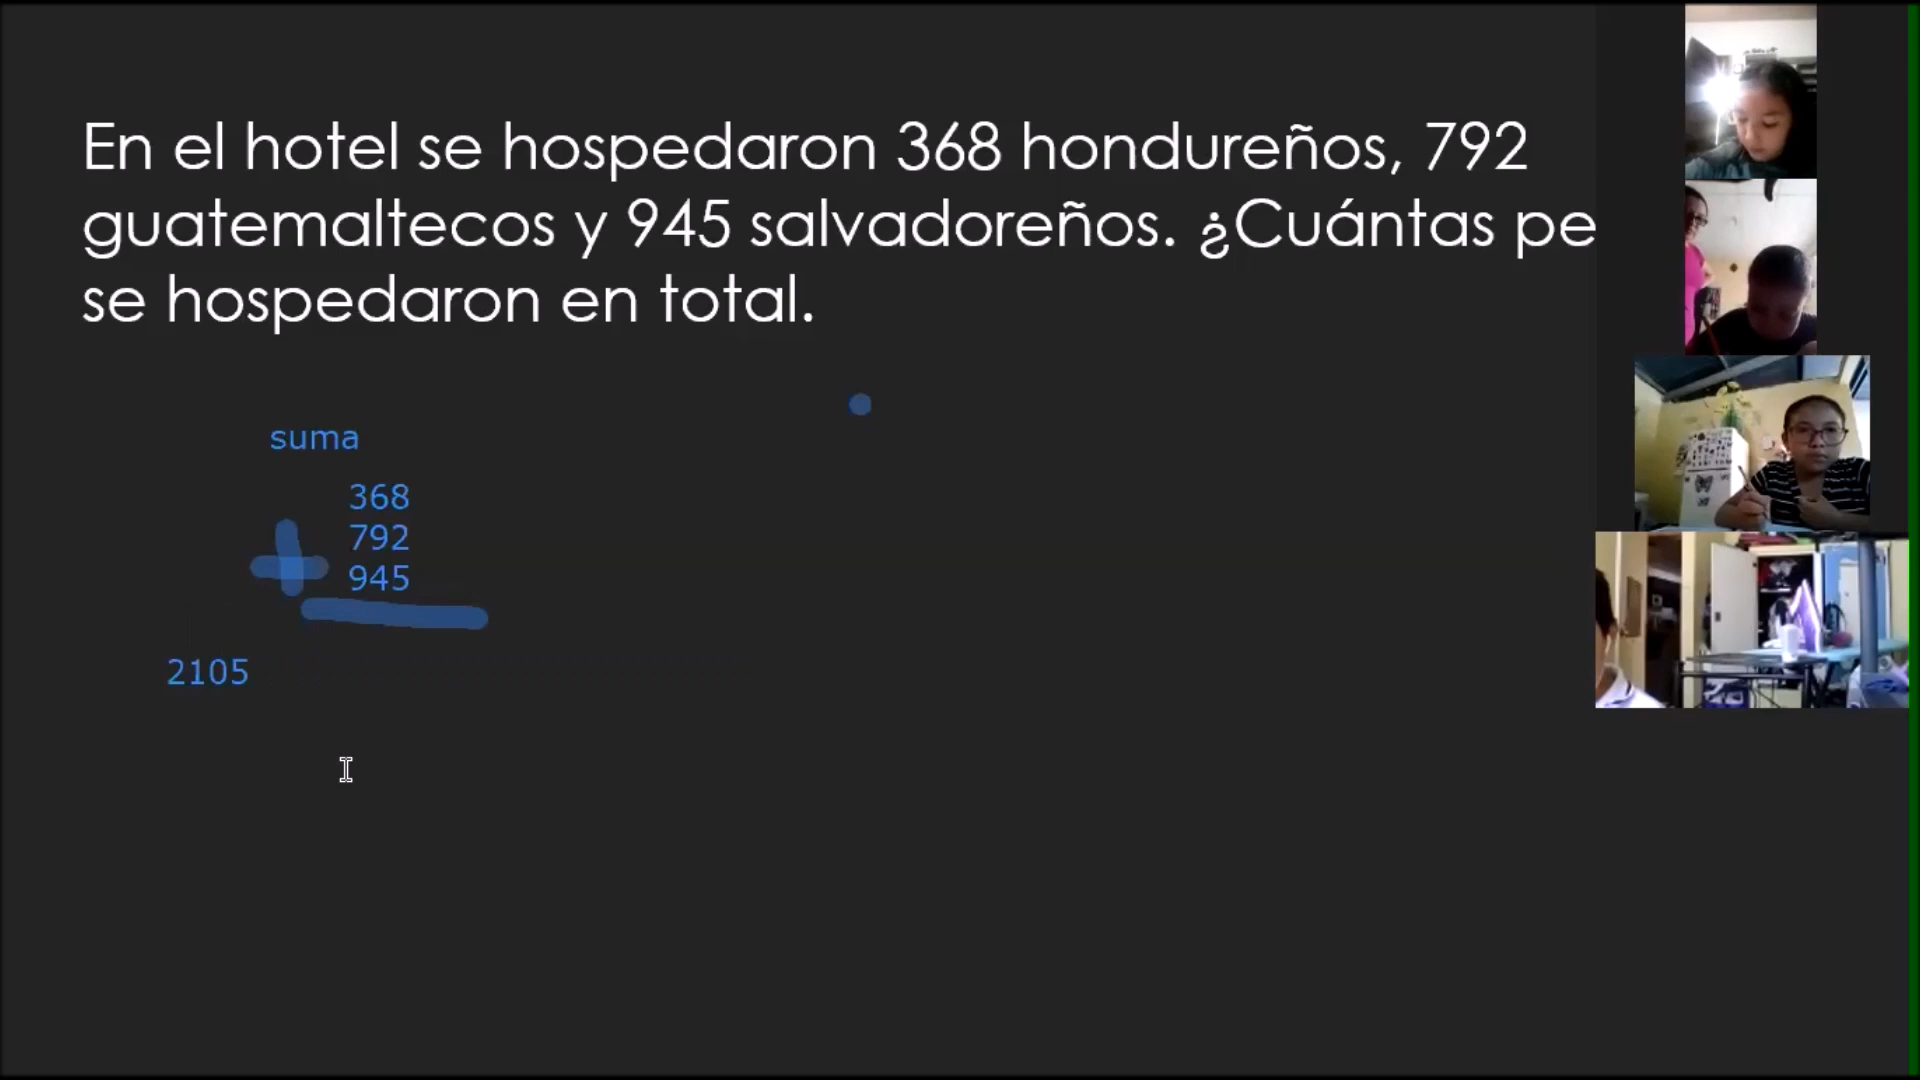 En el hotel se hospedaron 368 hondureños, 792
guatemaltecos y 945 salvadoreños. ¿Cuántas pe
se hospedaron en total.
suma
368
792
+ 945
2105